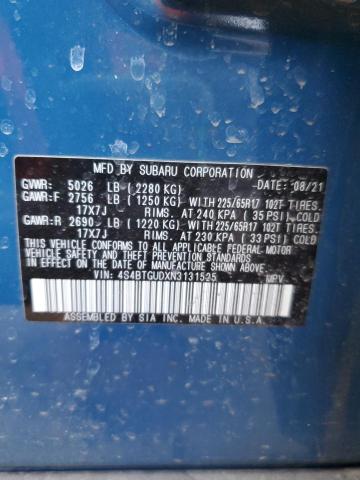 MFD BY SUBARU CORPORATION DATE: 08/21
GVWR: 5026 LB ( 2280 KG)
GAWR:F 2756 LB ( 1250 KG) WITH 225/65R17 102T TIRES.
17X7J RIMS. AT 240 KPA ( 35 PSI) COLD
GAWR:R 2690 LB ( 1220 KG) WITH 225/65R17 102T TIRES.
17X7J RIMS. AT 230 KPA ( 33 PSI) COLD
THIS VEHICLE CONFORMS TO ALL APPLICABLE FEDERAL MOTOR
VEHICLE SAFETY, BUMPER, AND THEFT PREVENTION STANDARDS
IN EFFECT ON THE DATE OF MANUFACTURE SHOWN ABOVE.
VIN: 4S4BTGUDXN3131525 MPV
ASSEMBLED BY SIA INC. MADE IN U.S.A.